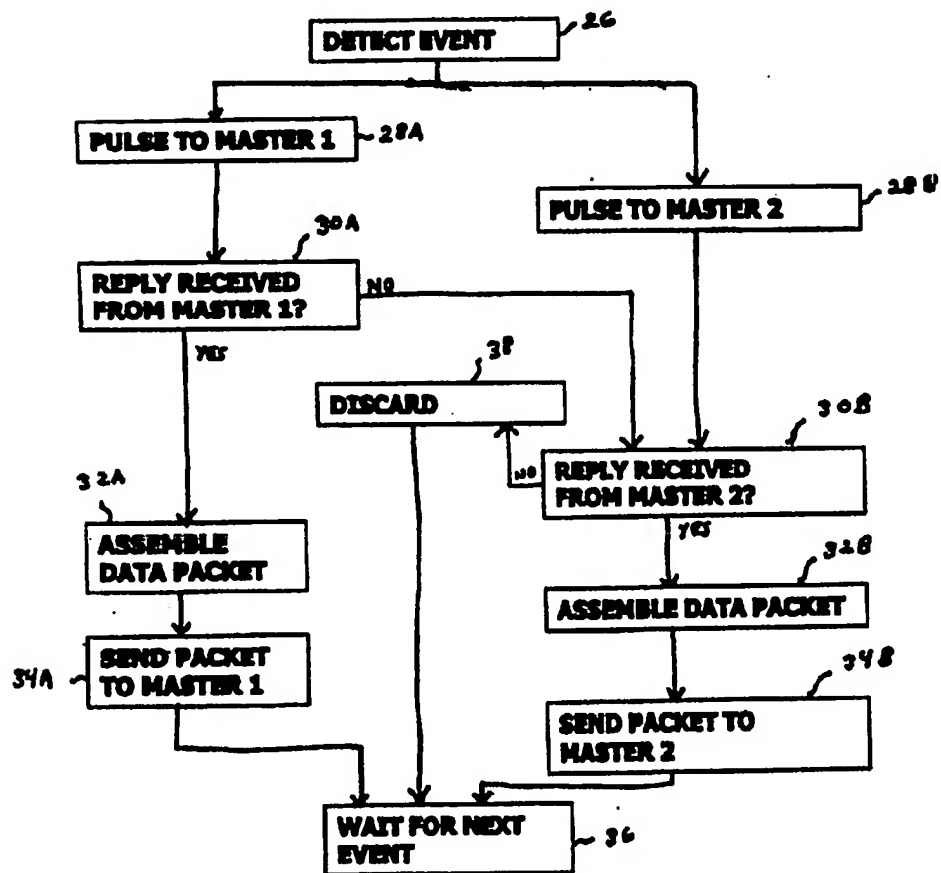 DETECT EVENT
26
PULSE TO MASTER 1
28A
PULSE TO MASTER 2
28B
30A
REPLY RECEIVED
FROM MASTER 1?
NO
YES
38
DISCARD
30B
REPLY RECEIVED
FROM MASTER 2?
NO
YES
32A
ASSEMBLE
DATA PACKET
32B
ASSEMBLE DATA PACKET
34A
SEND PACKET
TO MASTER 1
34B
SEND PACKET TO
MASTER 2
WAIT FOR NEXT
EVENT
36